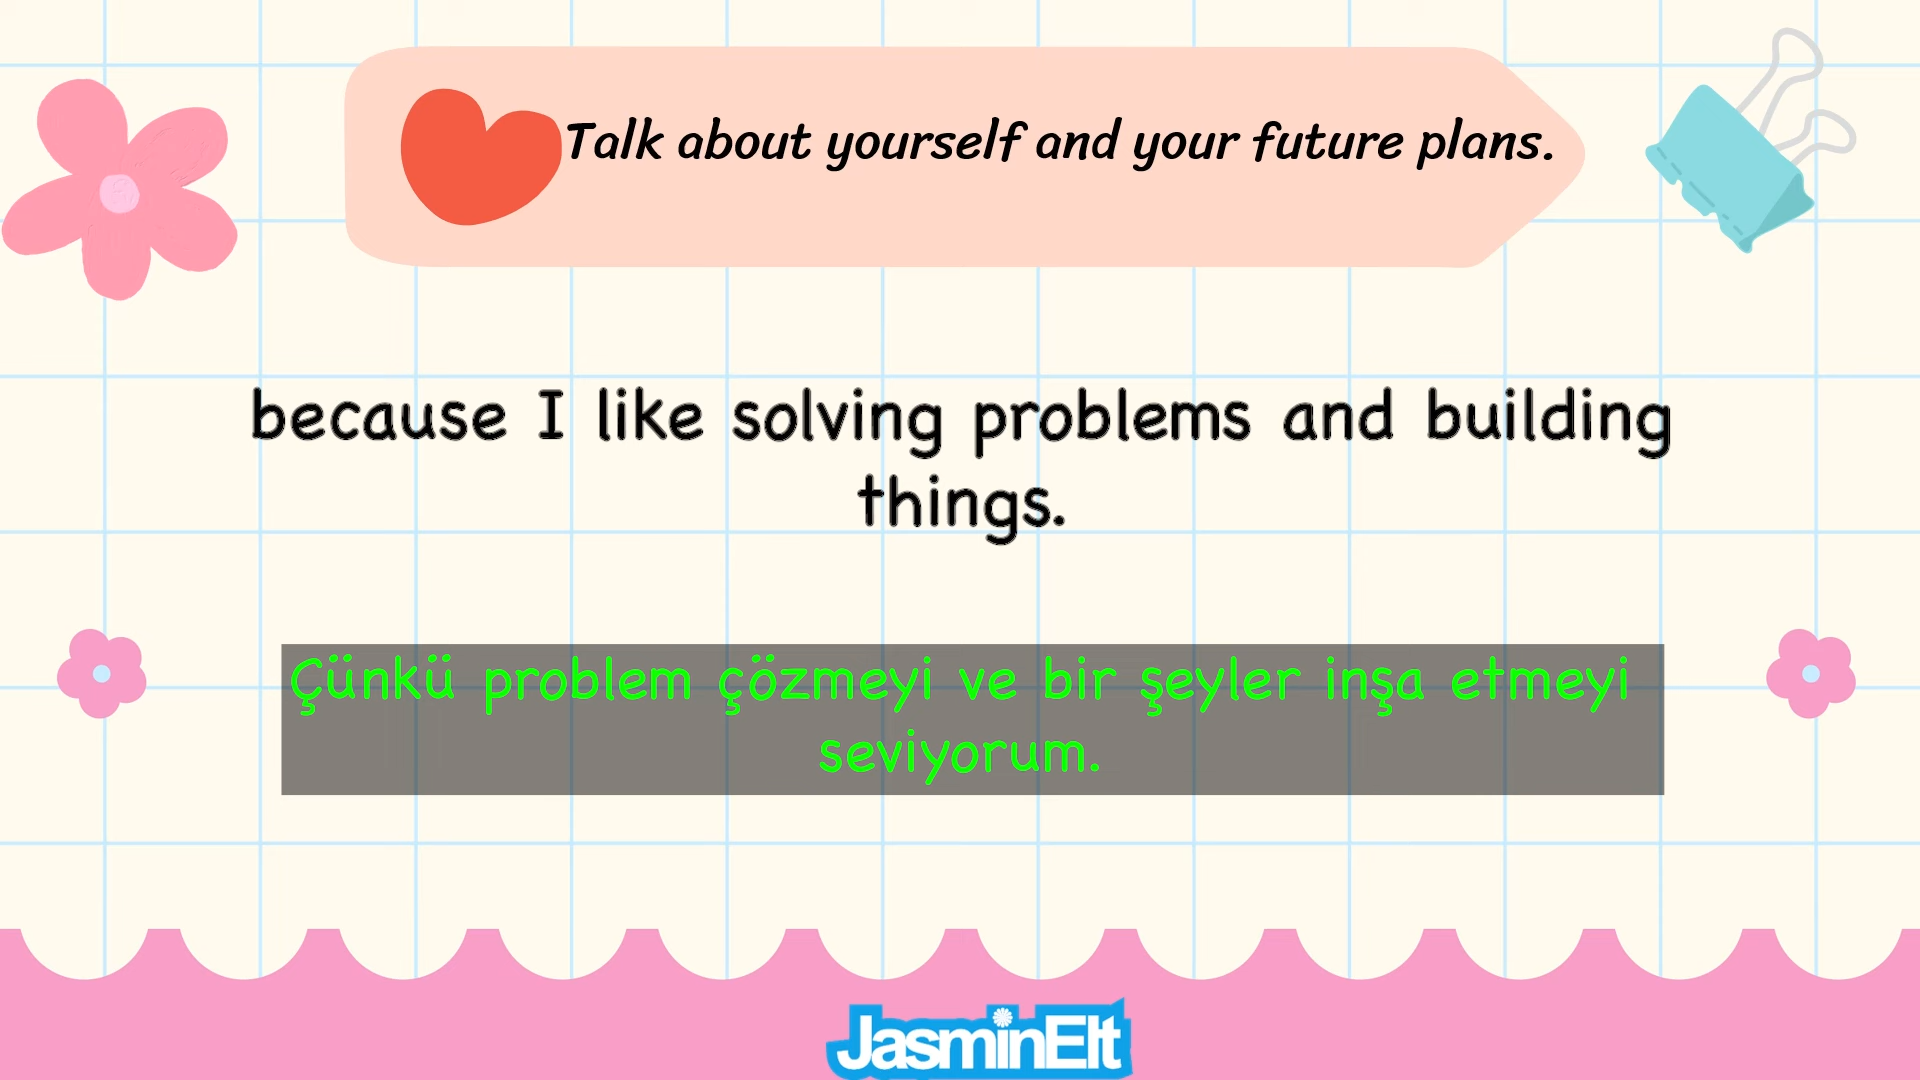 Talk about yourself and your future plans.
because I like solving problems and building
things.
Çünkü problem çözmeyi ve bir şeyler inşa etmeyi
seviyorum.
JasminElt